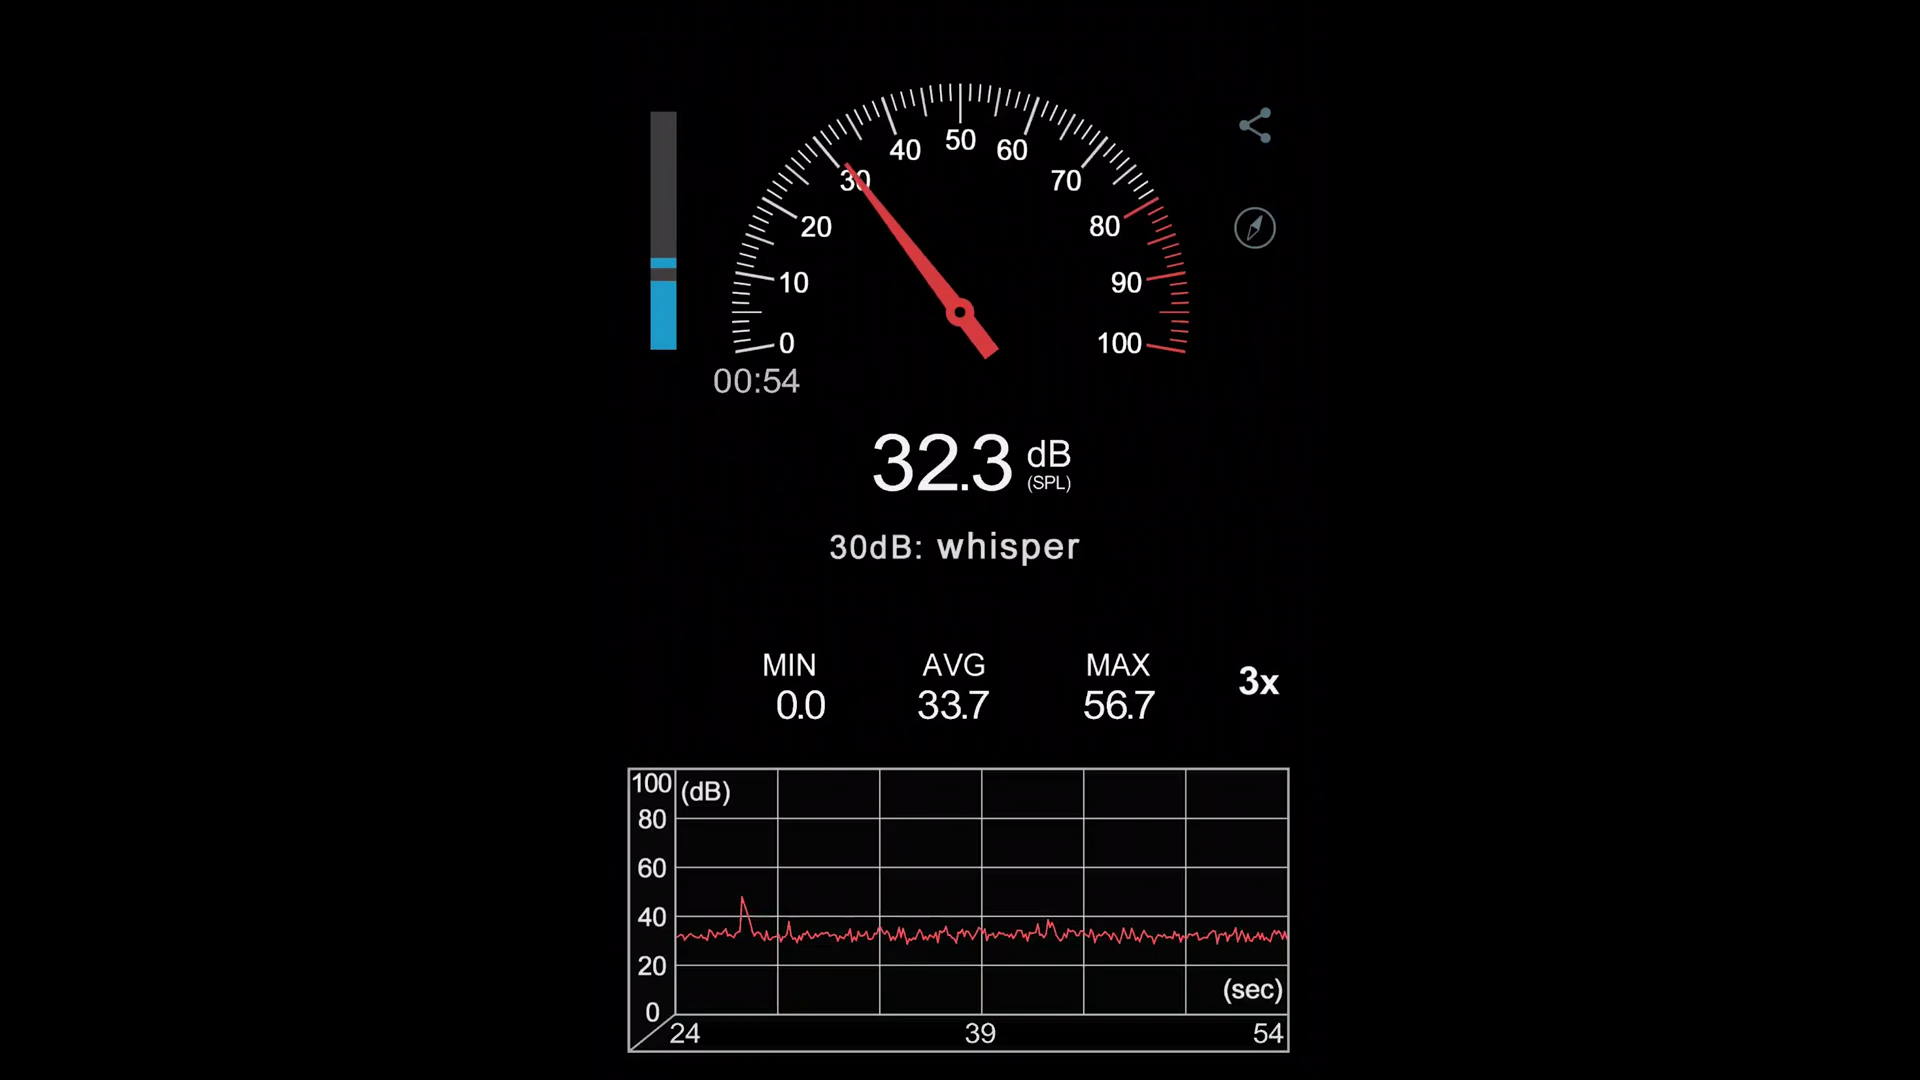 50
40
60
30
70
20
80
10
90
0
100
00:54
32.3 dB
(SPL)
30dB: whisper
MIN AVG MAX
0.0 33.7 56.7
3x
100 (dB)
80
60
40
20
(sec)
0
24 39 54